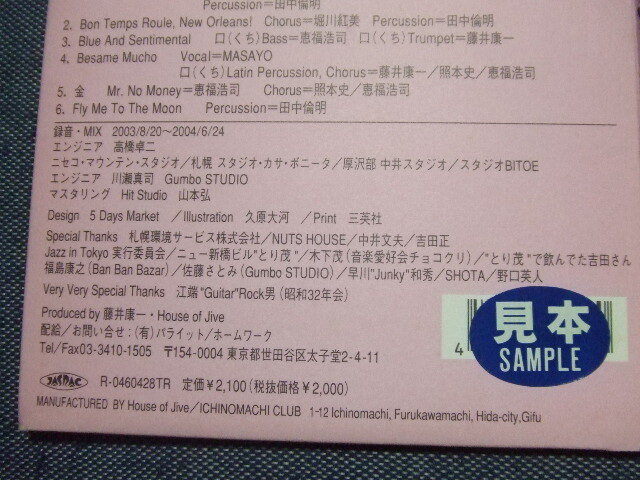 Percussion=田中倫明
2. Bon Temps Roule, New Orleans! Chorus=堀川紅美 Percussion=田中倫明
3. Blue And Sentimental 口(くち)Bass=恵福浩司 口(くち)Trumpet=藤井康一
4. Besame Mucho Vocal=MASAYO
口(くち)Latin Percussion, Chorus=藤井康一／照本史／恵福浩司
5. 金 Mr. No Money=恵福浩司 Chorus=照本史／恵福浩司
6. Fly Me To The Moon Percussion=田中倫明
録音・MIX 2003/8/20〜2004/6/24
エンジニア 高橋卓二
ニセコ・マウンテン・スタジオ／札幌 スタジオ・カサ・ボニータ／厚沢部 中井スタジオ／スタジオBITOE
エンジニア 川瀬真司 Gumbo STUDIO
マスタリング Hit Studio 山本弘
Design 5 Days Market ／Illustration 久原大河 ／Print 三英社
Special Thanks 札幌環境サービス株式会社／NUTS HOUSE／中井文夫／吉田正
Jazz in Tokyo 実行委員会／ニュー新橋ビル"とり茂"／木下茂(音楽愛好会チョコクリ)／"とり茂"で飲んでた吉田さん
福島康之(Ban Ban Bazar)／佐藤さとみ(Gumbo STUDIO)／早川"Junky"和秀／SHOTA／野口英人
Very Very Special Thanks 江端"Guitar"Rock男(昭和32年会)
Produced by 藤井康一・House of Jive
配給／お問い合せ：(有)パライット／ホームワーク
Tel/Fax03-3410-1505 〒154-0004 東京都世田谷区太子堂2-4-11
見本
SAMPLE
4
JASRAC R-0460428TR 定価￥2,100(税抜価格￥2,000)
MANUFACTURED BY House of Jive／ICHINOMACHI CLUB 1-12 Ichinomachi, Furukawamachi, Hida-city,Gifu